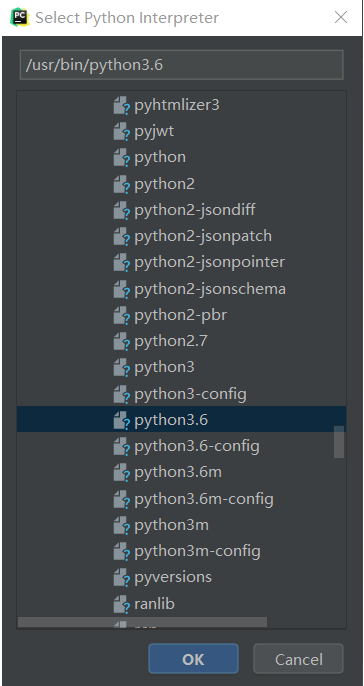 PC
Select Python Interpreter
/usr/bin/python3.6
pyhtmlizer3
pyjwt
python
python2
python2-jsondiff
python2-jsonpatch
python2-jsonpointer
python2-jsonschema
python2-pbr
python2.7
python3
python3-config
python3.6
python3.6-config
python3.6m
python3.6m-config
python3m
python3m-config
pyversions
ranlib
OK
Cancel